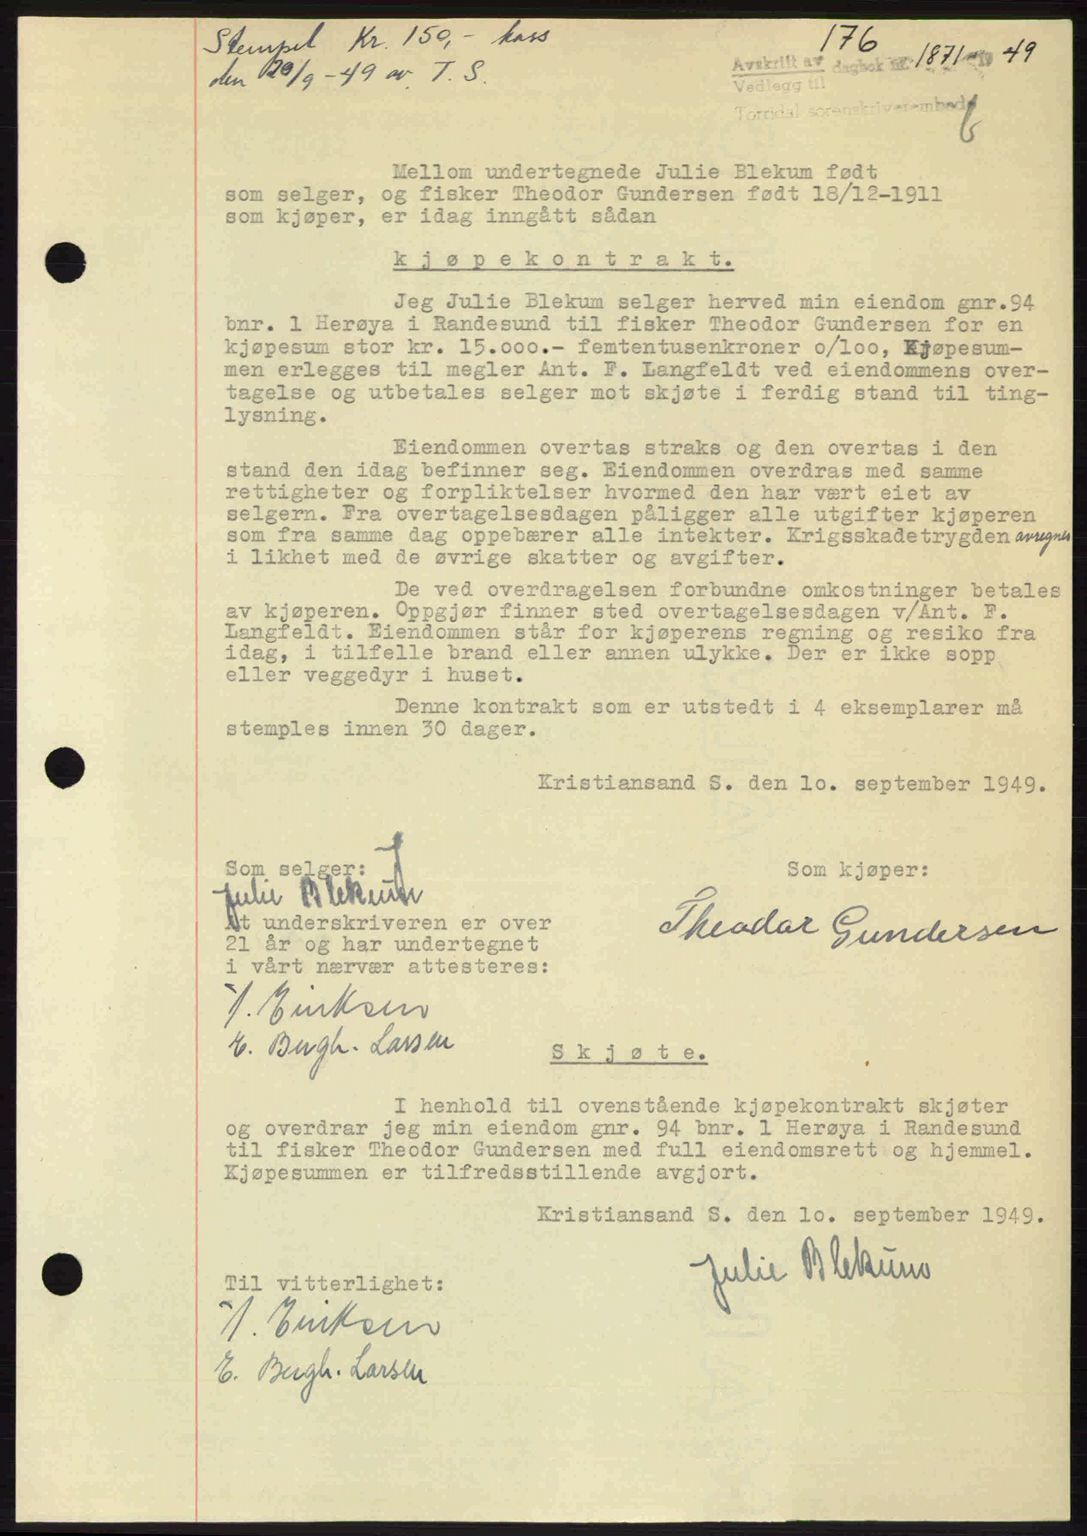 Stempel Kr. 150,- kass
den 20/9-49 av T. S.
176
Avskrift av dagbok nr. 1871-19 49
Vedlegg til
Torridal sorenskriverembede
Mellom undertegnede Julie Blekum født
som selger, og fisker Theodor Gundersen født 18/12-1911
som kjøper, er idag inngått sådan
k j ø p e k o n t r a k t.
Jeg Julie Blekum selger herved min eiendom gnr.94
bnr. 1 Herøya i Randesund til fisker Theodor Gundersen for en
kjøpesum stor kr. 15.000.- femtentusenkroner o/loo, Kjøpesum-
men erlegges til megler Ant. F. Langfeldt ved eiendommens over-
tagelse og utbetales selger mot skjøte i ferdig stand til ting-
lysning.
Eiendommen overtas straks og den overtas i den
stand den idag befinner seg. Eiendommen overdras med samme
rettigheter og forpliktelser hvormed den har vært eiet av
selgern. Fra overtagelsesdagen påligger alle utgifter kjøperen
som fra samme dag oppebærer alle intekter. Krigsskadetrygden avregnes
i likhet med de øvrige skatter og avgifter.
De ved overdragelsen forbundne omkostninger betales
av kjøperen. Oppgjør finner sted overtagelsesdagen v/Ant. F.
Langfeldt. Eiendommen står for kjøperens regning og resiko fra
idag, i tilfelle brand eller annen ulykke. Der er ikke sopp
eller veggedyr i huset.
Denne kontrakt som er utstedt i 4 eksemplarer må
stemples innen 30 dager.
Kristiansand S. den lo. september 1949.
Som selger:
Som kjøper:
Julie Blekum
Theodor Gundersen
At underskriveren er over
21 år og har undertegnet
i vårt nærvær attesteres:
A. Eriksen
E. Bergh. Larsen
S k j ø t e.
I henhold til ovenstående kjøpekontrakt skjøter
og overdrar jeg min eiendom gnr. 94 bnr. 1 Herøya i Randesund
til fisker Theodor Gundersen med full eiendomsrett og hjemmel.
Kjøpesummen er tilfredsstillende avgjort.
Kristiansand S. den lo. september 1949.
Julie Blekum
Til vitterlighet:
A. Eriksen
E. Bergh. Larsen